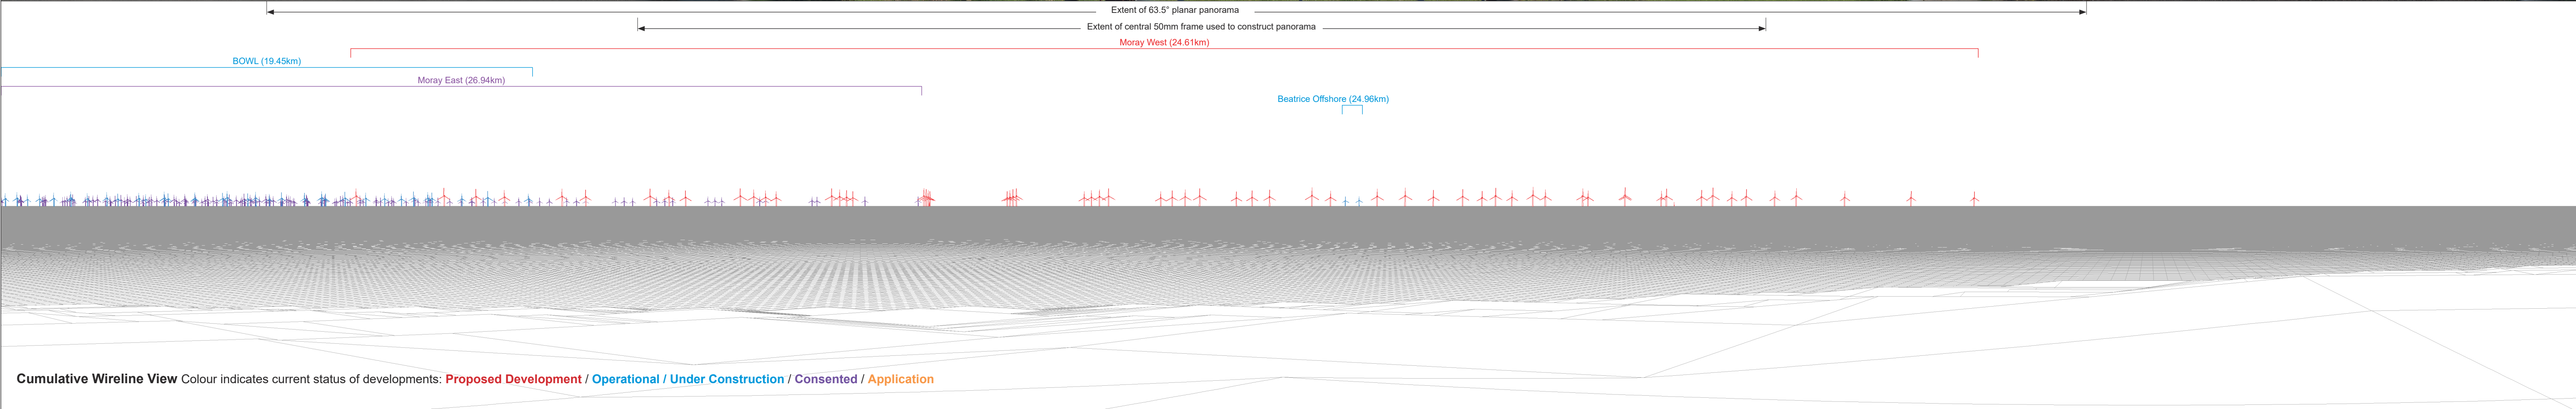 Extent of 63.5° planar panorama
Extent of central 50mm frame used to construct panorama
Moray West (24.61km)
BOWL (19.45km)
Moray East (26.94km)
Beatrice Offshore (24.96km)
Cumulative Wireline View Colour indicates current status of developments: Proposed Development / Operational / Under Construction / Consented / Application